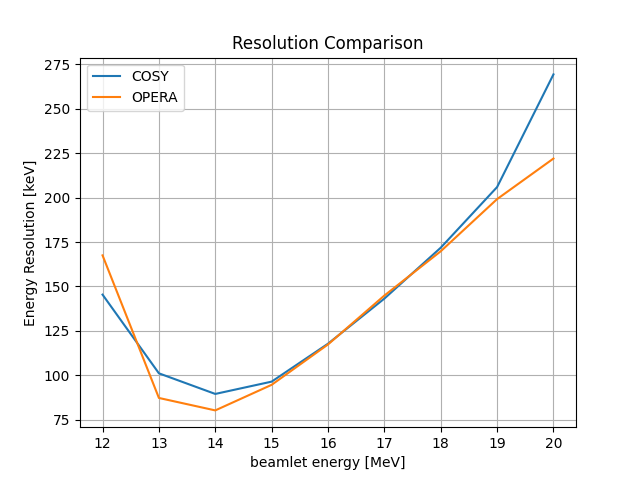 Resolution Comparison
COSY
OPERA
Energy Resolution [keV]
275
250
225
200
175
150
125
100
75
12 13 14 15 16 17 18 19 20
beamlet energy [MeV]